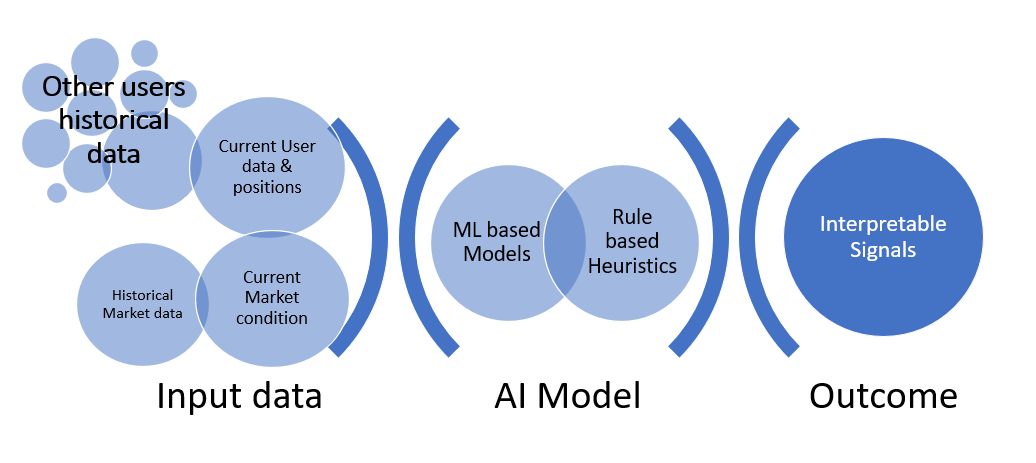 Other users
historical
data
Current User
data &
positions
Historical
Market data
Current
Market
condition
Input data
ML based
Models
Rule
based
Heuristics
AI Model
Interpretable
Signals
Outcome